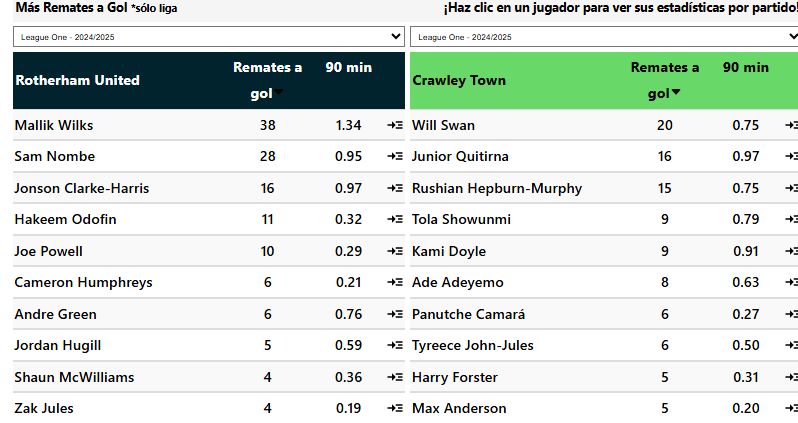 Más Remates a Gol *sólo liga
¡Haz clic en un jugador para ver sus estadísticas por partido!
League One - 2024/2025
League One - 2024/2025
Rotherham United Remates a gol 90 min
Mallik Wilks 38 1.34
Sam Nombe 28 0.95
Jonson Clarke-Harris 16 0.97
Hakeem Odofin 11 0.32
Joe Powell 10 0.29
Cameron Humphreys 6 0.21
Andre Green 6 0.76
Jordan Hugill 5 0.59
Shaun McWilliams 4 0.36
Zak Jules 4 0.19
Crawley Town Remates a gol 90 min
Will Swan 20 0.75
Junior Quitirna 16 0.97
Rushian Hepburn-Murphy 15 0.75
Tola Showunmi 9 0.79
Kami Doyle 9 0.91
Ade Adeyemo 8 0.63
Panutche Camará 6 0.27
Tyreece John-Jules 6 0.50
Harry Forster 5 0.31
Max Anderson 5 0.20